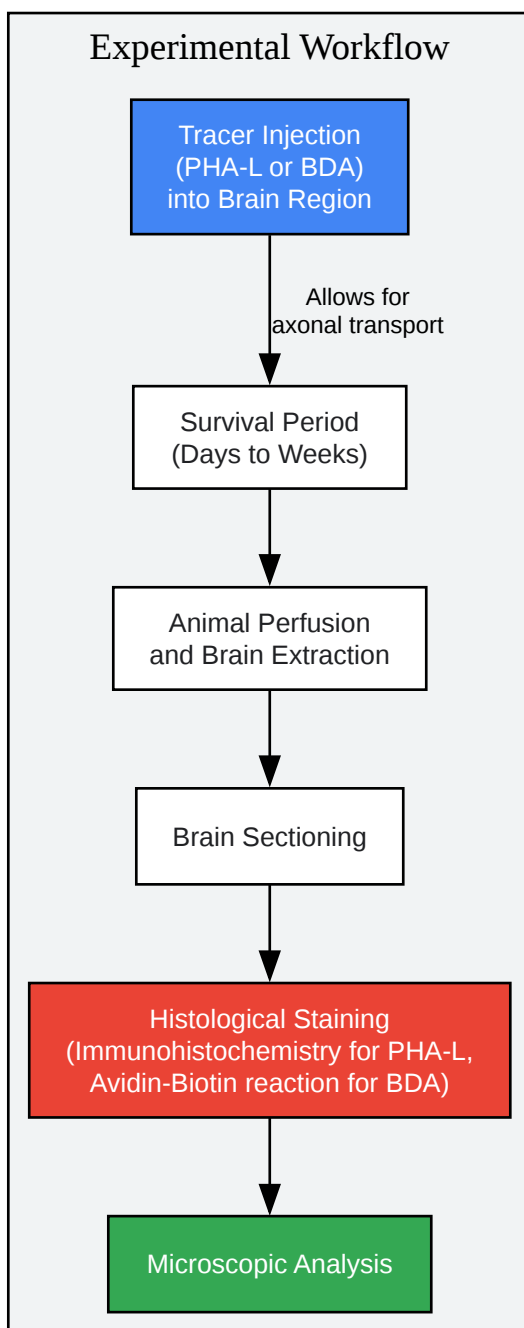 Experimental Workflow
Tracer Injection
(PHA-L or BDA)
into Brain Region
Allows for
axonal transport
Survival Period
(Days to Weeks)
Animal Perfusion
and Brain Extraction
Brain Sectioning
Histological Staining
(Immunohistochemistry for PHA-L,
Avidin-Biotin reaction for BDA)
Microscopic Analysis